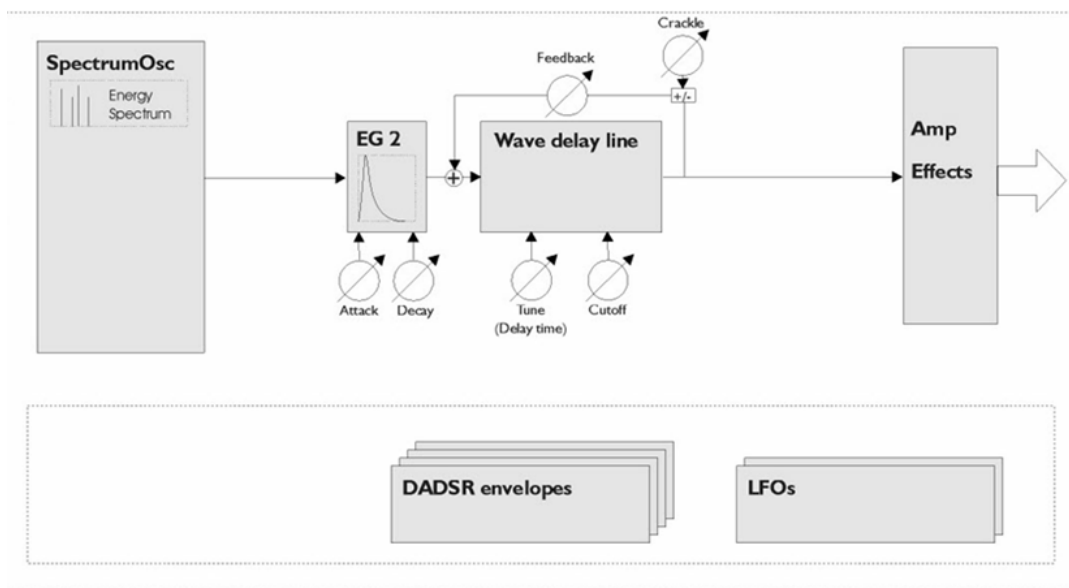 Crackle
SpectrumOsc
Feedback
Energy
Spectrum
+/-
EG 2
Wave delay line
Amp
Effects
+
Attack
Decay
Tune
(Delay time)
Cutoff
DADSR envelopes
LFOs